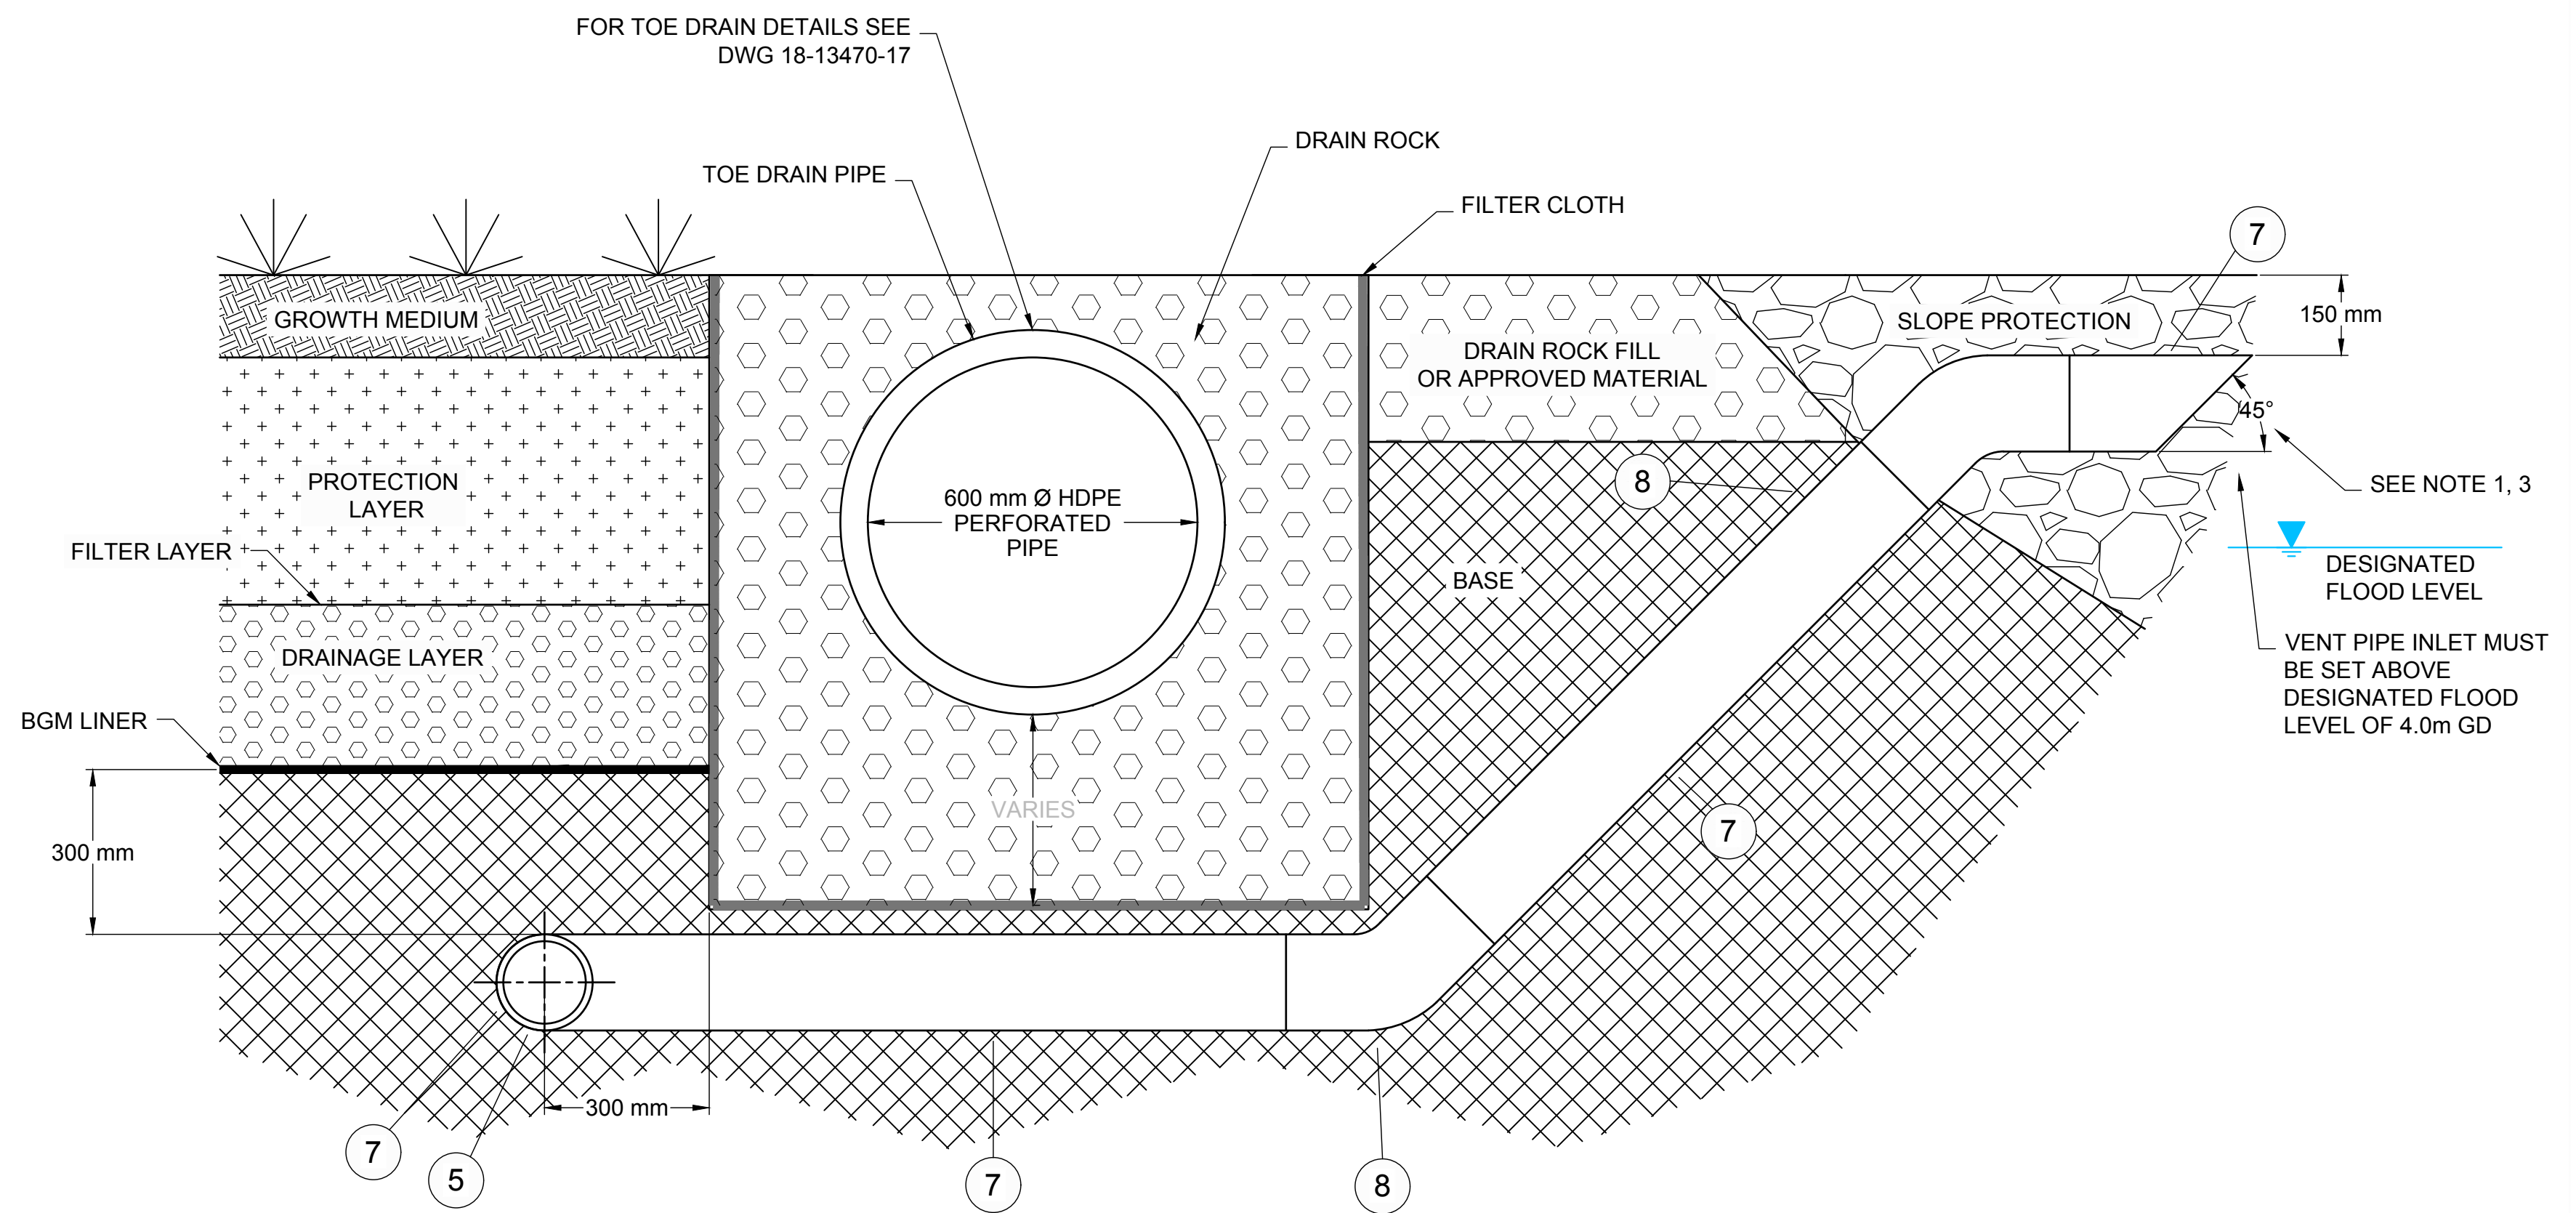 FOR TOE DRAIN DETAILS SEE
DWG 18-13470-17
DRAIN ROCK
TOE DRAIN PIPE
FILTER CLOTH
7
GROWTH MEDIUM
SLOPE PROTECTION
150 mm
DRAIN ROCK FILL
OR APPROVED MATERIAL
45°
PROTECTION
LAYER
8
SEE NOTE 1, 3
600 mm Ø HDPE
PERFORATED
PIPE
FILTER LAYER
BASE
DESIGNATED
FLOOD LEVEL
DRAINAGE LAYER
VENT PIPE INLET MUST
BE SET ABOVE
DESIGNATED FLOOD
LEVEL OF 4.0m GD
BGM LINER
VARIES
7
300 mm
300 mm
7
5
7
8